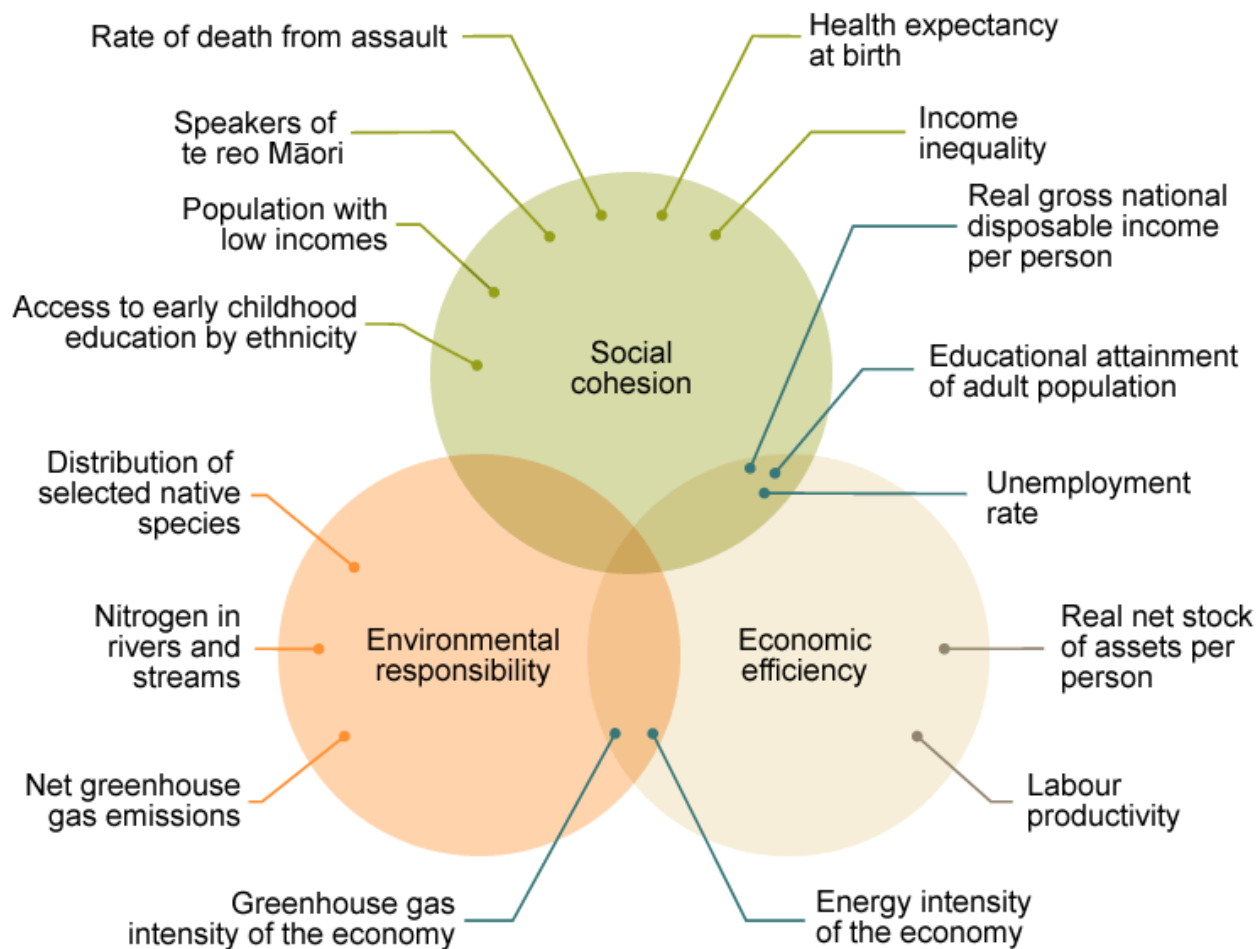 Rate of death from assault
Health expectancy
at birth
Speakers of
te reo Māori
Income
inequality
Population with
low incomes
Real gross national
disposable income
per person
Access to early childhood
education by ethnicity
Social
cohesion
Educational attainment
of adult population
Distribution of
selected native
species
Unemployment
rate
Nitrogen in
rivers and
streams
Environmental
responsibility
Economic
efficiency
Real net stock
of assets per
person
Net greenhouse
gas emissions
Labour
productivity
Greenhouse gas
intensity of the economy
Energy intensity
of the economy